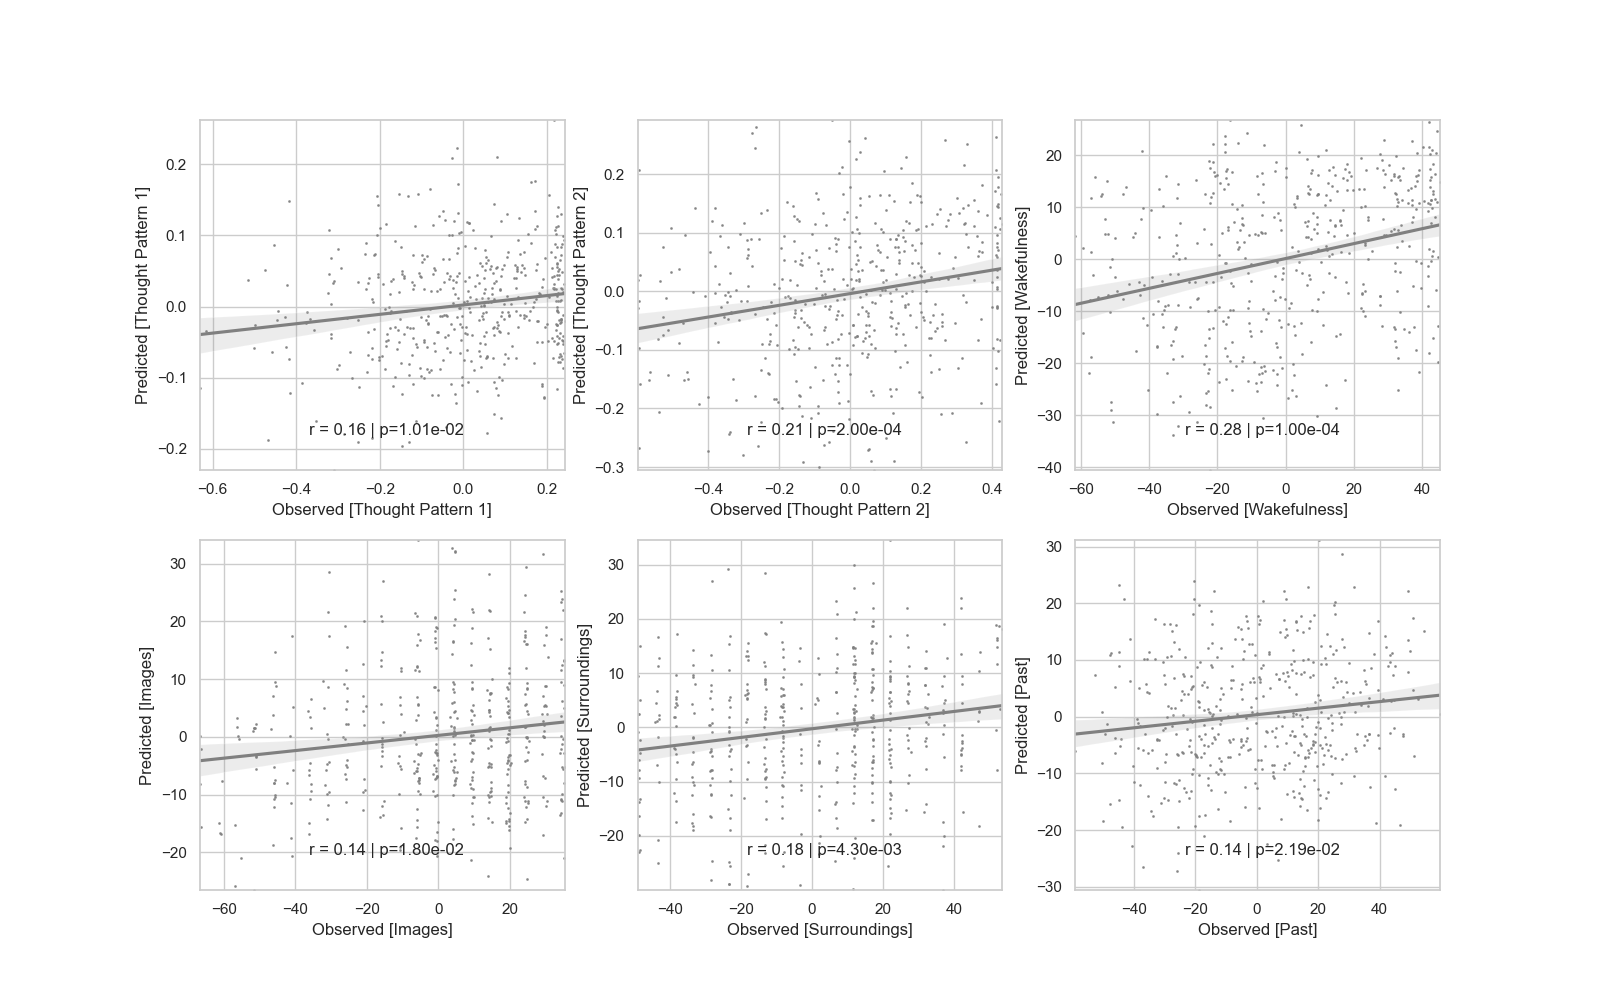 0.2
0.1
0.0
−0.1
−0.2
Predicted [Thought Pattern 1]
r = 0.16 | p=1.01e-02
−0.6 −0.4 −0.2 0.0 0.2
Observed [Thought Pattern 1]
0.2
0.1
0.0
−0.1
−0.2
−0.3
Predicted [Thought Pattern 2]
r = 0.21 | p=2.00e-04
−0.4 −0.2 0.0 0.2 0.4
Observed [Thought Pattern 2]
20
10
0
−10
−20
−30
−40
Predicted [Wakefulness]
r = 0.28 | p=1.00e-04
−60 −40 −20 0 20 40
Observed [Wakefulness]
30
20
10
0
−10
−20
Predicted [Images]
r = 0.14 | p=1.80e-02
−60 −40 −20 0 20
Observed [Images]
30
20
10
0
−10
−20
Predicted [Surroundings]
r = 0.18 | p=4.30e-03
−40 −20 0 20 40
Observed [Surroundings]
30
20
10
0
−10
−20
−30
Predicted [Past]
r = 0.14 | p=2.19e-02
−40 −20 0 20 40
Observed [Past]